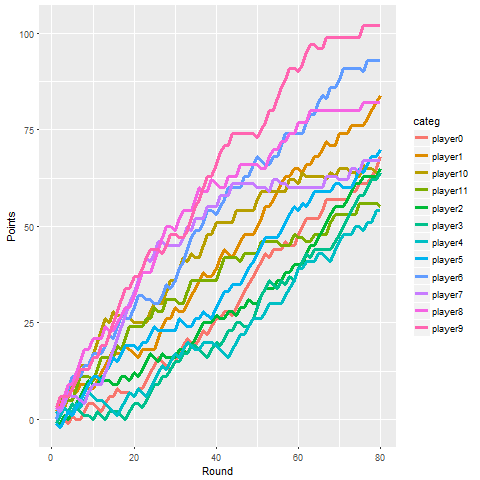 100
75
50
25
0
Points
0
20
40
60
80
Round
categ
player0
player1
player10
player11
player2
player3
player4
player5
player6
player7
player8
player9